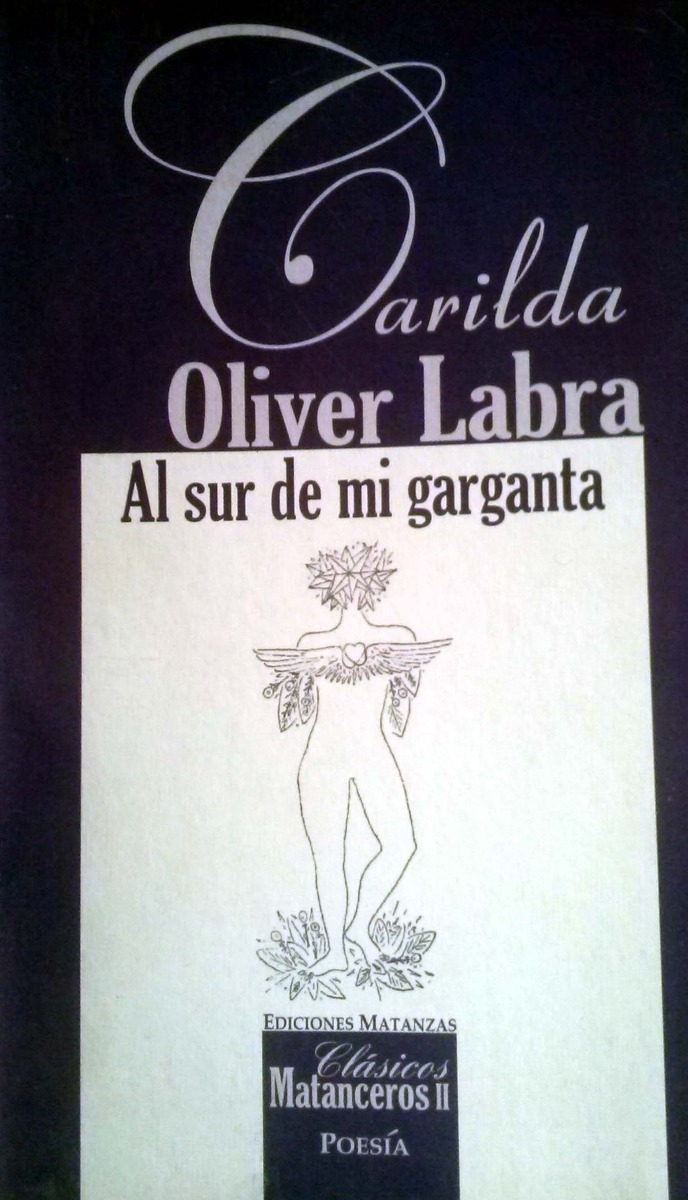 Carilda
Oliver Labra
Al sur de mi garganta
EDICIONES MATANZAS
Clásicos
Matanceros II
POESÍA